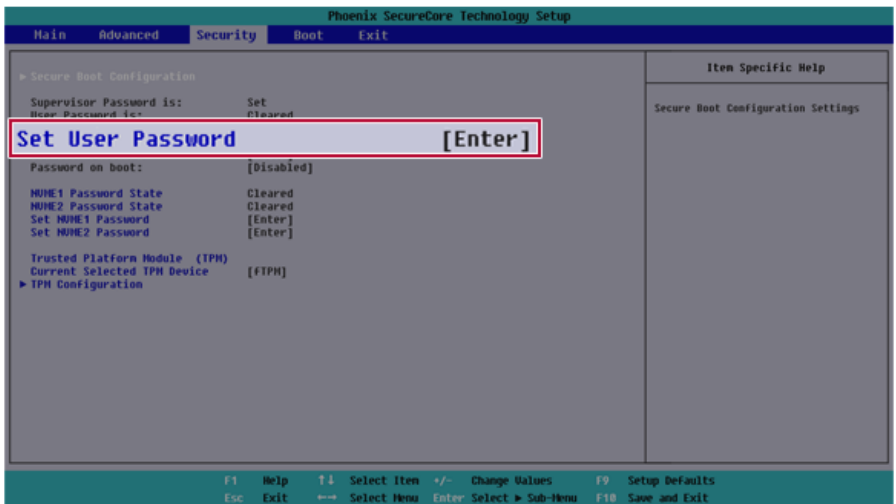 Phoenix SecureCore Technology Setup
Main Advanced Security Boot Exit
► Secure Boot Configuration
Item Specific Help
Supervisor Password is: Set
Secure Boot Configuration Settings
User Password is: Cleared
Set User Password [Enter]
Password on boot: [Disabled]
NVME1 Password State Cleared
NVME2 Password State Cleared
Set NVME1 Password [Enter]
Set NVME2 Password [Enter]
Trusted Platform Module (TPM)
Current Selected TPM Device [fTPM]
► TPM Configuration
F1 Help ↑↓ Select Item +/- Change Values F9 Setup Defaults
Esc Exit ←→ Select Menu Enter Select ► Sub-Menu F10 Save and Exit